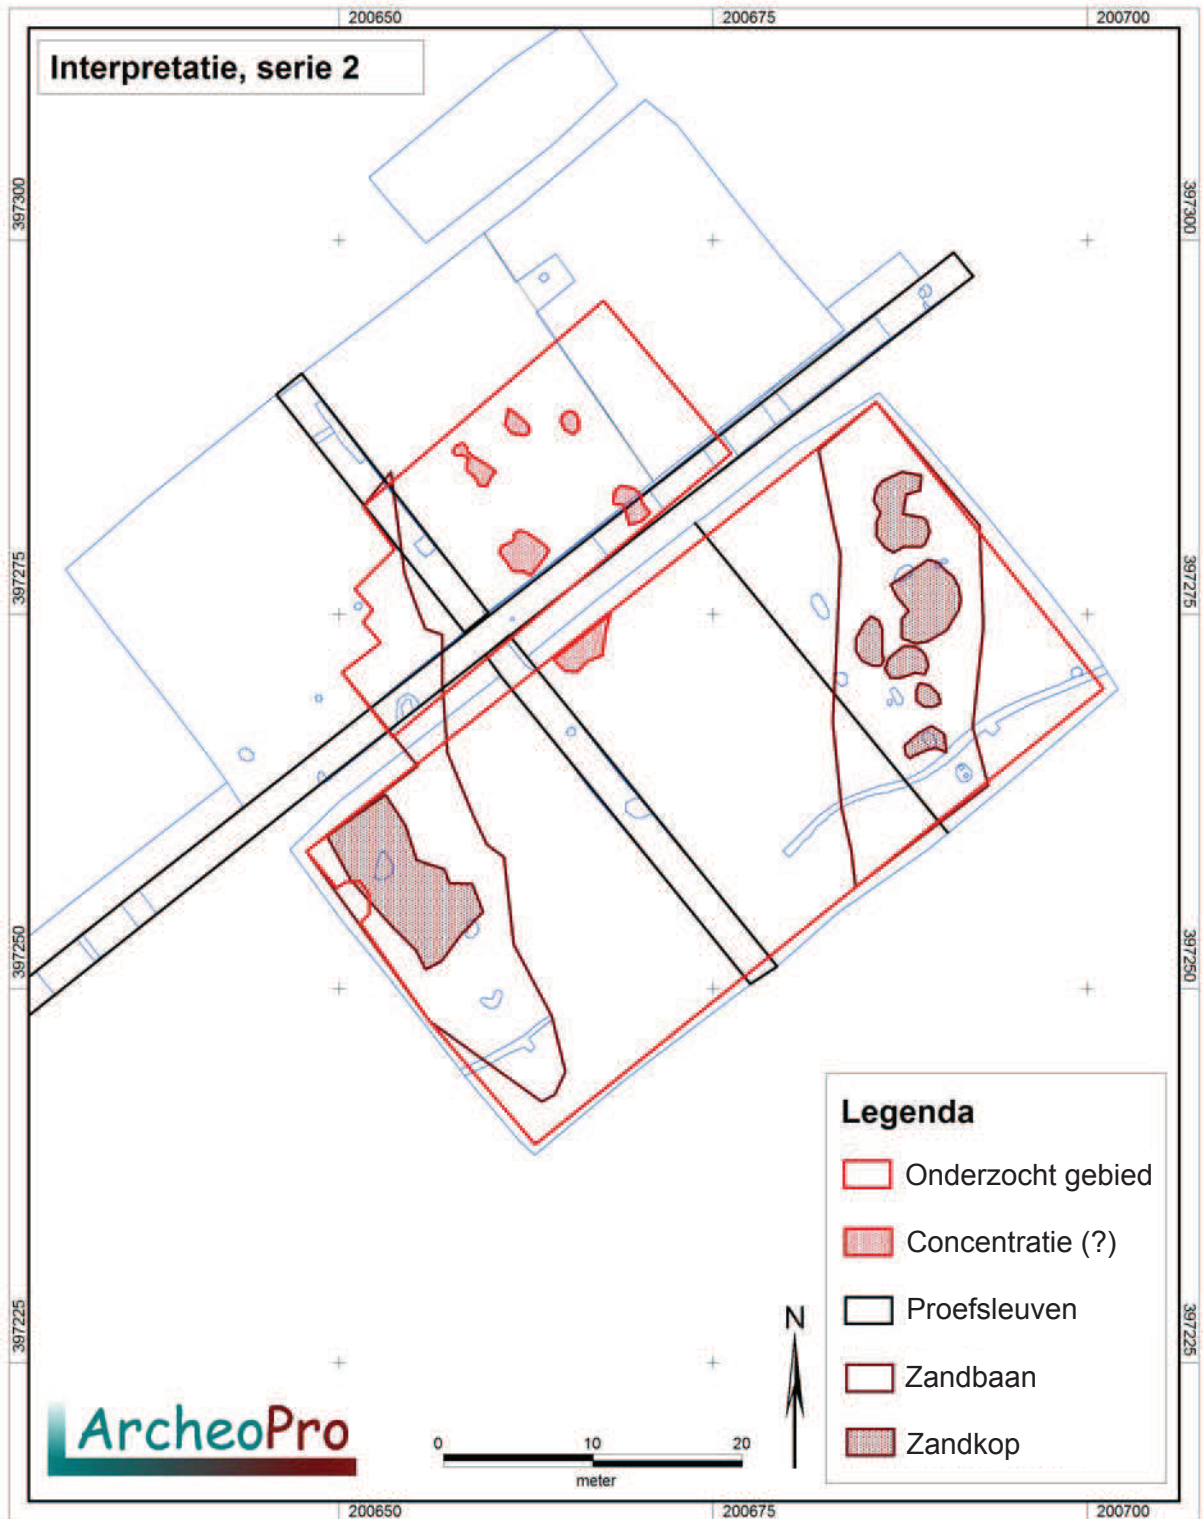 200650 200675 200700
Interpretatie, serie 2
397300 397300
397275 397275
397250 397250
397225 397225
Legenda
Onderzocht gebied
Concentratie (?)
Proefsleuven
Zandbaan
Zandkop
N
ArcheoPro
0 10 20
meter
200650 200675 200700